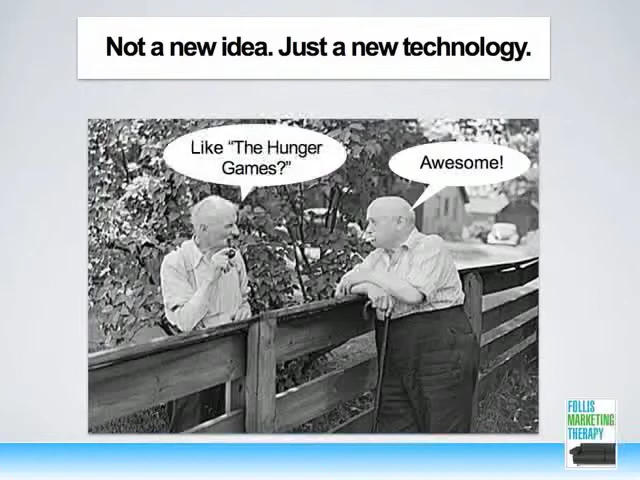 Not a new idea. Just a new technology.
Like “The Hunger
Games?”
Awesome!
FOLLIS
MARKETING
THERAPY